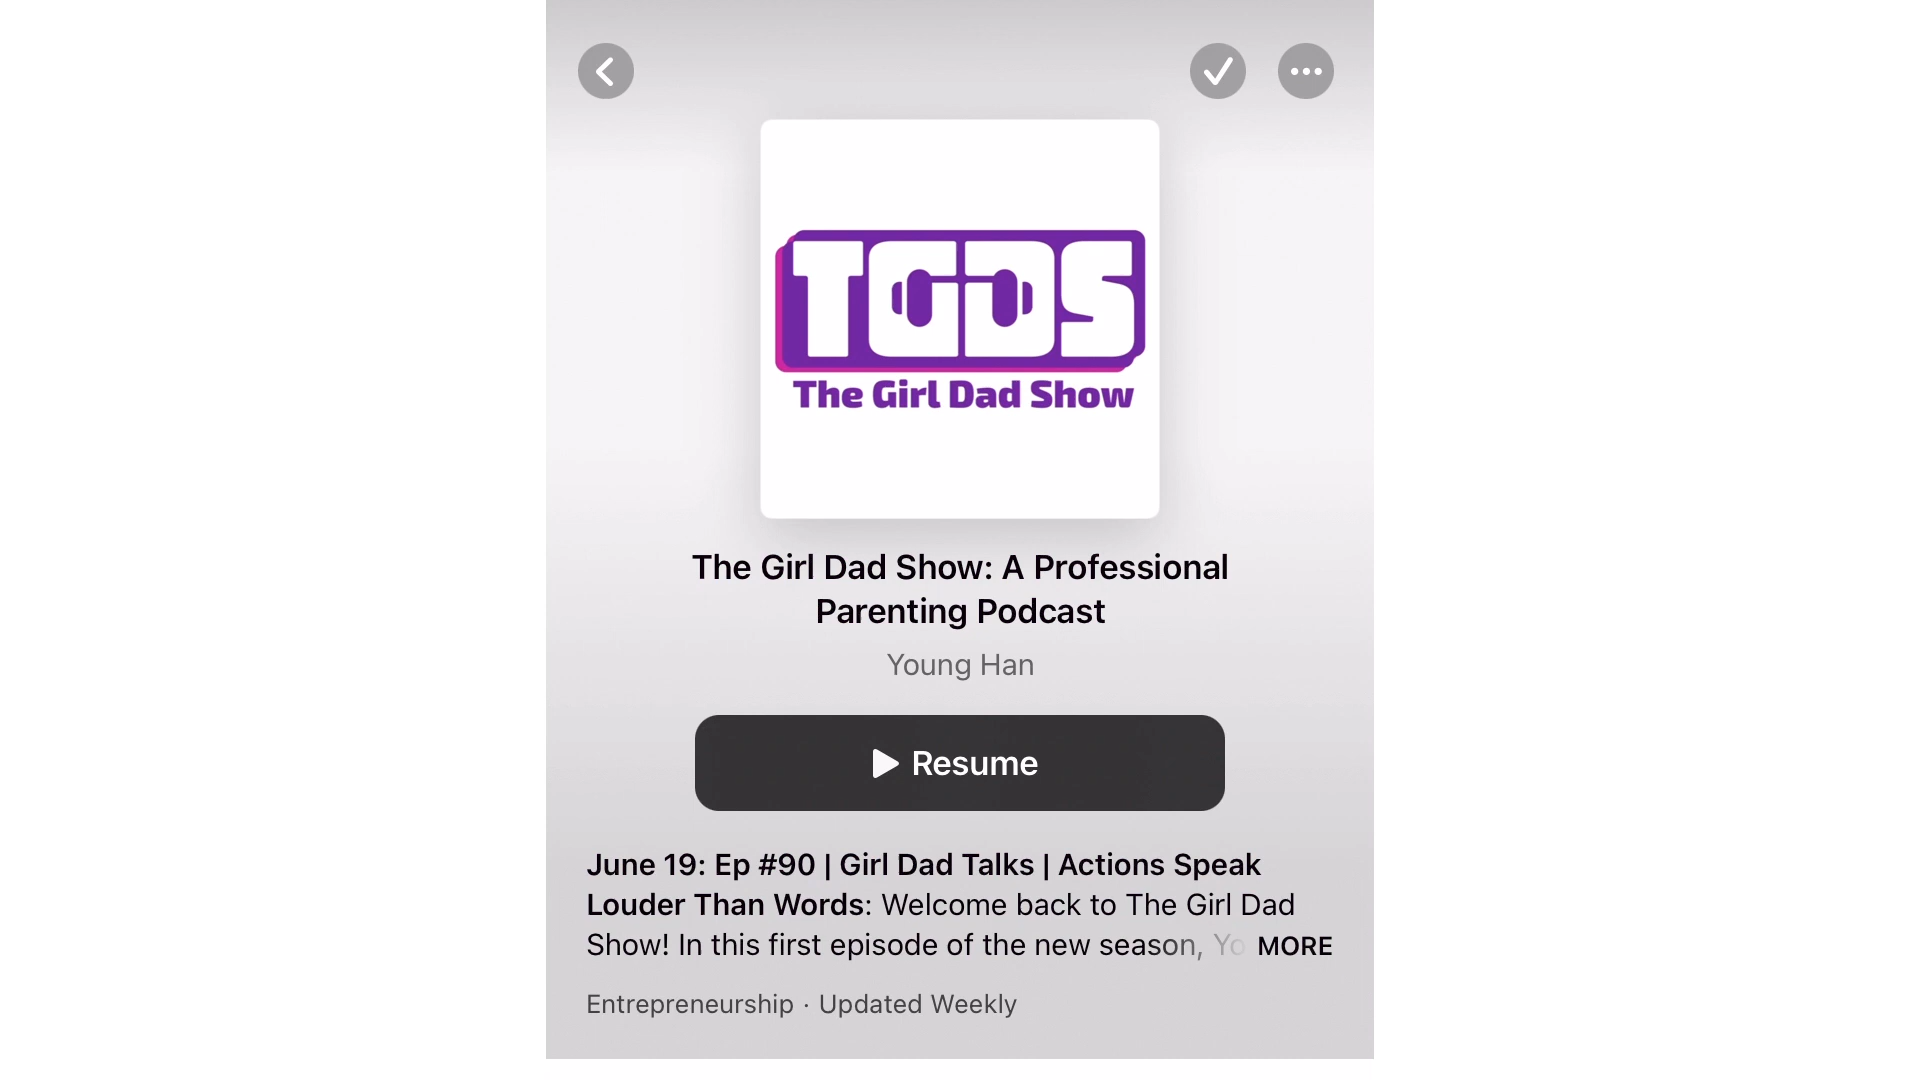 TGDS
The Girl Dad Show
The Girl Dad Show: A Professional
Parenting Podcast
Young Han
Resume
June 19: Ep #90 | Girl Dad Talks | Actions Speak
Louder Than Words: Welcome back to The Girl Dad
Show! In this first episode of the new season, Yo MORE
Entrepreneurship · Updated Weekly